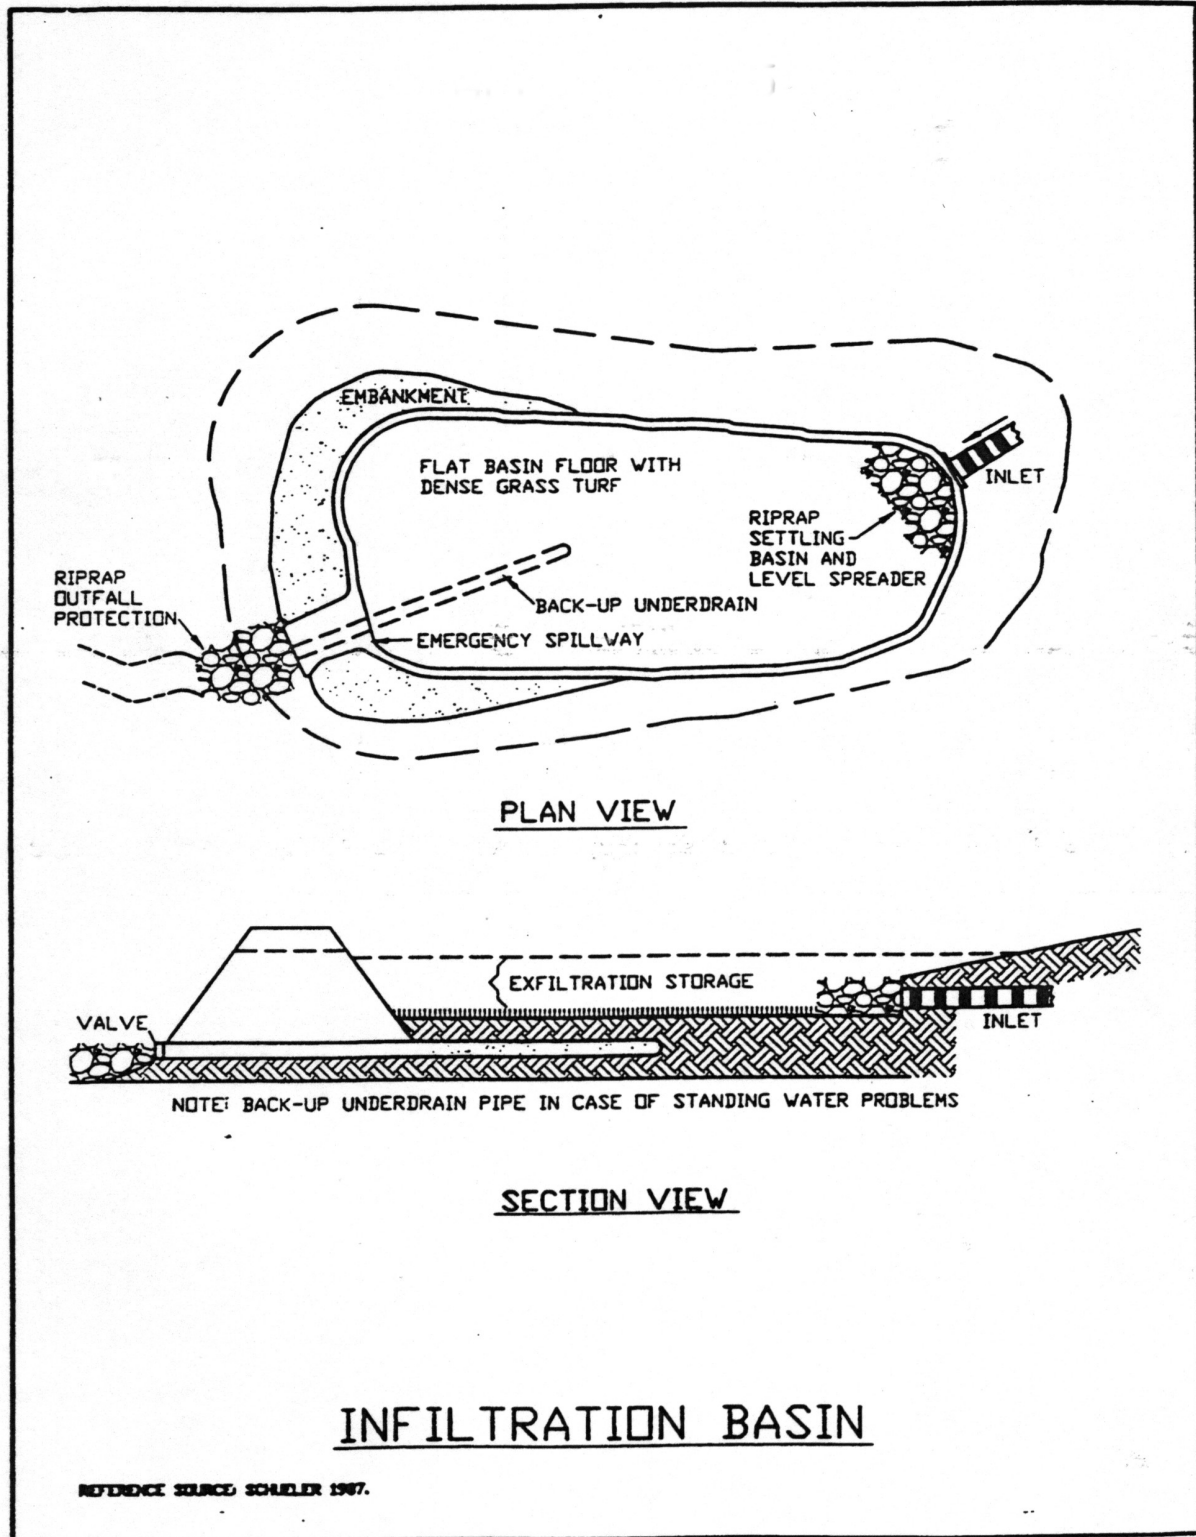 EMBANKMENT
FLAT BASIN FLOOR WITH
DENSE GRASS TURF
INLET
RIPRAP
SETTLING
BASIN AND
LEVEL SPREADER
RIPRAP
OUTFALL
PROTECTION
BACK-UP UNDERDRAIN
EMERGENCY SPILLWAY
PLAN VIEW
EXFILTRATION STORAGE
VALVE
INLET
NOTE: BACK-UP UNDERDRAIN PIPE IN CASE OF STANDING WATER PROBLEMS
SECTION VIEW
INFILTRATION BASIN
REFERENCE SOURCE: SCHUELER 1987.